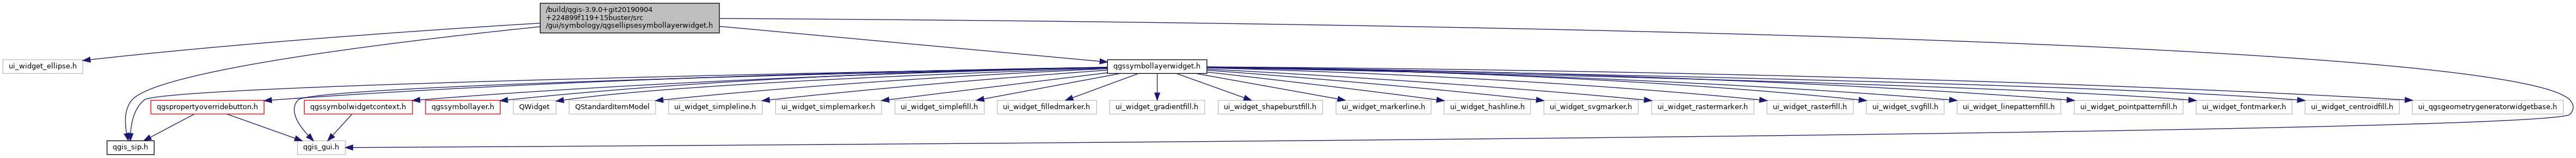 /build/qgis-3.9.0+git20190904
+224899f119+15buster/src
/gui/symbology/qgsellipsesymbollayerwidget.h
ui_widget_ellipse.h
qgssymbollayerwidget.h
qgspropertyoverridebutton.h
qgssymbolwidgetcontext.h
qgssymbollayer.h
QWidget
QStandardItemModel
ui_widget_simpleline.h
ui_widget_simplemarker.h
ui_widget_simplefill.h
ui_widget_filledmarker.h
ui_widget_gradientfill.h
ui_widget_shapeburstfill.h
ui_widget_markerline.h
ui_widget_hashline.h
ui_widget_svgmarker.h
ui_widget_rastermarker.h
ui_widget_rasterfill.h
ui_widget_svgfill.h
ui_widget_linepatternfill.h
ui_widget_pointpatternfill.h
ui_widget_fontmarker.h
ui_widget_centroidfill.h
ui_qgsgeometrygeneratorwidgetbase.h
qgis_sip.h
qgis_gui.h